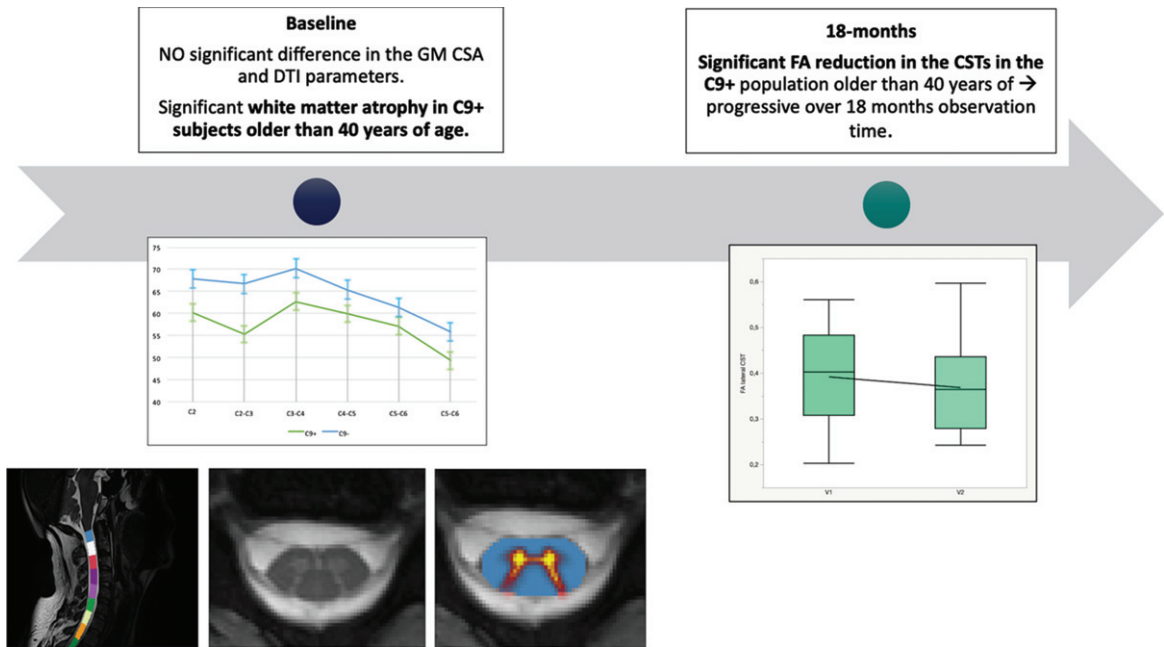 Baseline
NO significant difference in the GM CSA
and DTI parameters.
Significant white matter atrophy in C9+
subjects older than 40 years of age.
18-months
Significant FA reduction in the CSTs in the
C9+ population older than 40 years of →
progressive over 18 months observation
time.
75
70
65
60
55
50
45
40
C2
C2-C3
C3-C4
C4-C5
C5-C6
C5-C6
C9+ C9-
0,6
0,5
0,4
0,3
0,2
FA lateral CST
V1
V2